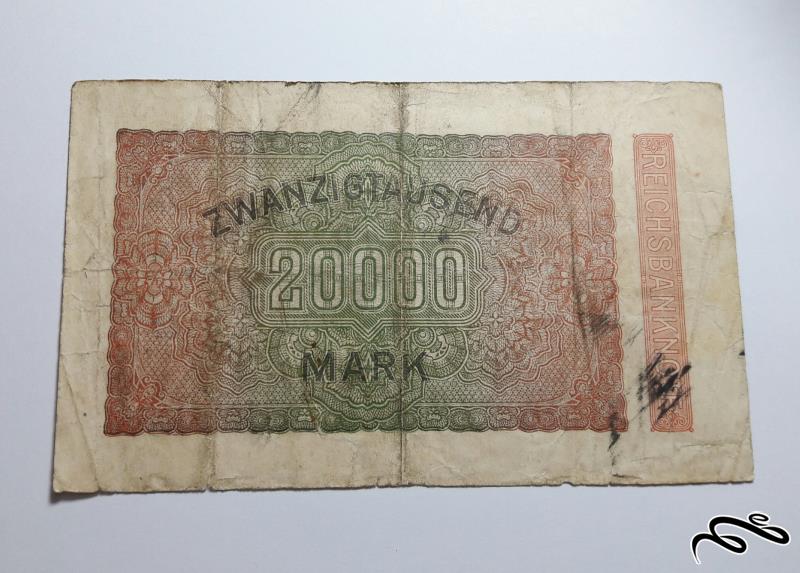 ZWANZIGTAUSEND
20000
MARK
REICHSBANKNOTE